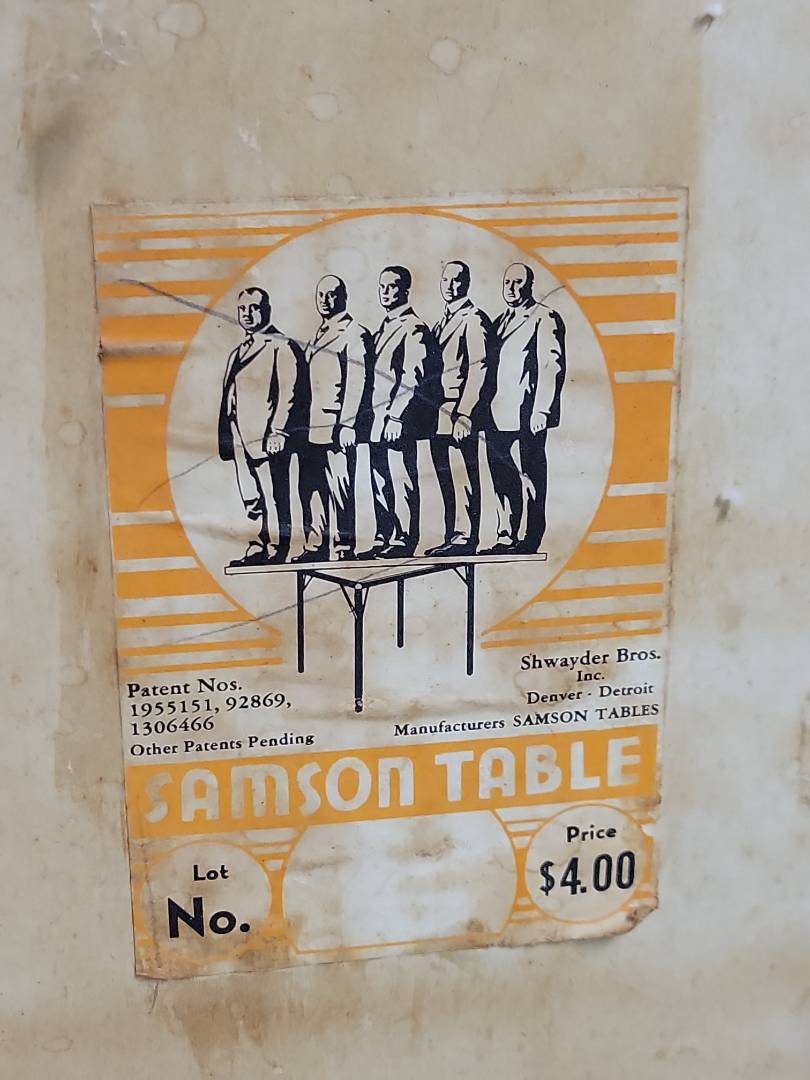 Patent Nos.
1955151, 92869,
1306466
Other Patents Pending
Shwayder Bros.
Inc.
Denver - Detroit
Manufacturers SAMSON TABLES
SAMSON TABLE
Lot
No.
Price
$4.00